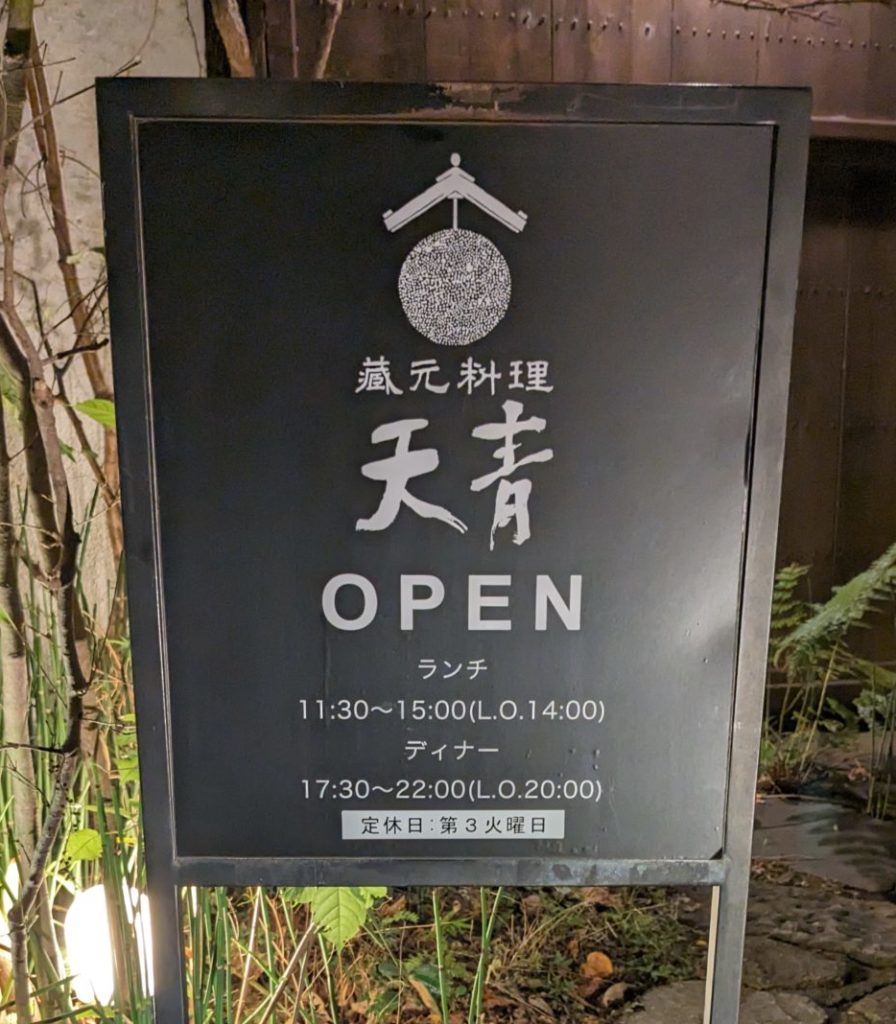 藏元料理
天青
OPEN
ランチ
11:30〜15:00(L.O.14:00)
ディナー
17:30〜22:00(L.O.20:00)
定休日:第3火曜日